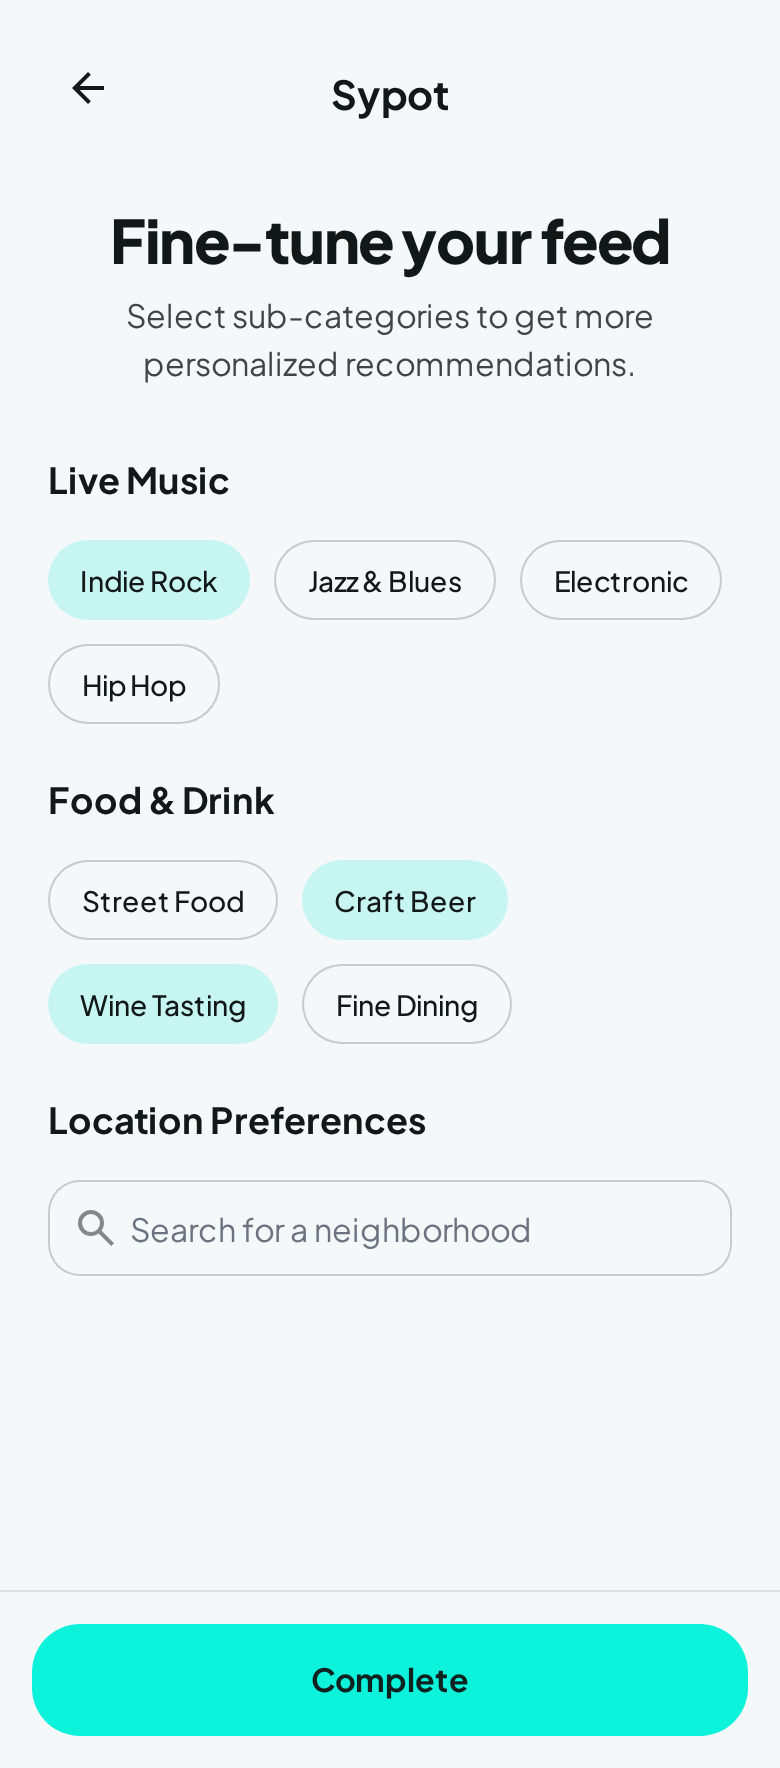 Sypot
Fine-tune your feed
Select sub-categories to get more
personalized recommendations.
Live Music
Indie Rock
Jazz & Blues
Electronic
Hip Hop
Food & Drink
Street Food
Craft Beer
Wine Tasting
Fine Dining
Location Preferences
Search for a neighborhood
Complete